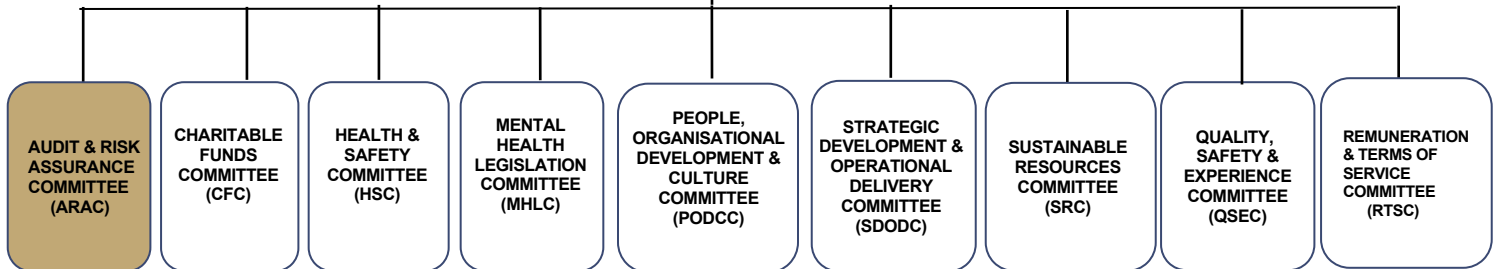 AUDIT & RISK
ASSURANCE
COMMITTEE
(ARAC)
CHARITABLE
FUNDS
COMMITTEE
(CFC)
HEALTH &
SAFETY
COMMITTEE
(HSC)
MENTAL
HEALTH
LEGISLATION
COMMITTEE
(MHLC)
PEOPLE,
ORGANISATIONAL
DEVELOPMENT &
CULTURE
COMMITTEE
(PODCC)
STRATEGIC
DEVELOPMENT &
OPERATIONAL
DELIVERY
COMMITTEE
(SDODC)
SUSTAINABLE
RESOURCES
COMMITTEE
(SRC)
QUALITY,
SAFETY &
EXPERIENCE
COMMITTEE
(QSEC)
REMUNERATION
& TERMS OF
SERVICE
COMMITTEE
(RTSC)